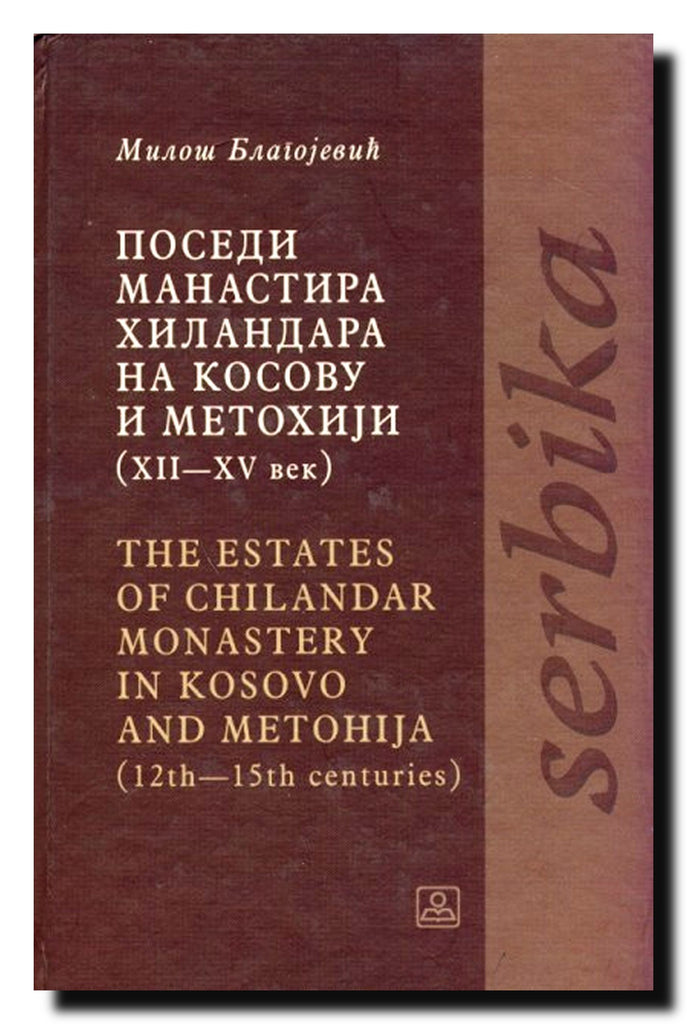 Милош Благојевић
ПОСЕДИ
МАНАСТИРА
ХИЛАНДАРА
НА КОСОВУ
И МЕТОХИЈИ
(XII—XV век)
THE ESTATES
OF CHILANDAR
MONASTERY
IN KOSOVO
AND METOHIJA
(12th—15th centuries)
serbika